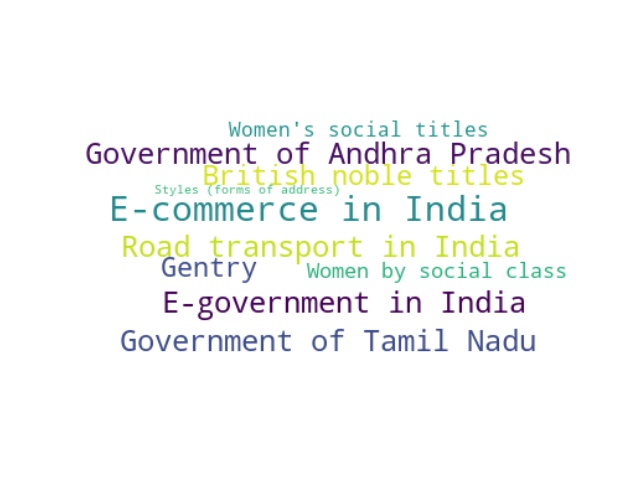 Women's social titles
Government of Andhra Pradesh
British noble titles
Styles (forms of address)
E-commerce in India
Road transport in India
Gentry
Women by social class
E-government in India
Government of Tamil Nadu